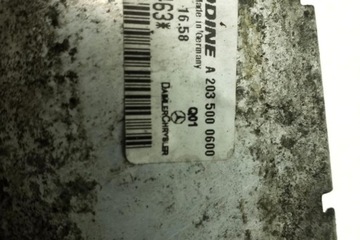 ODINE A 203 500 0600
Made in Germany Q01
16.58
63*
DAIMLERCHRYSLER